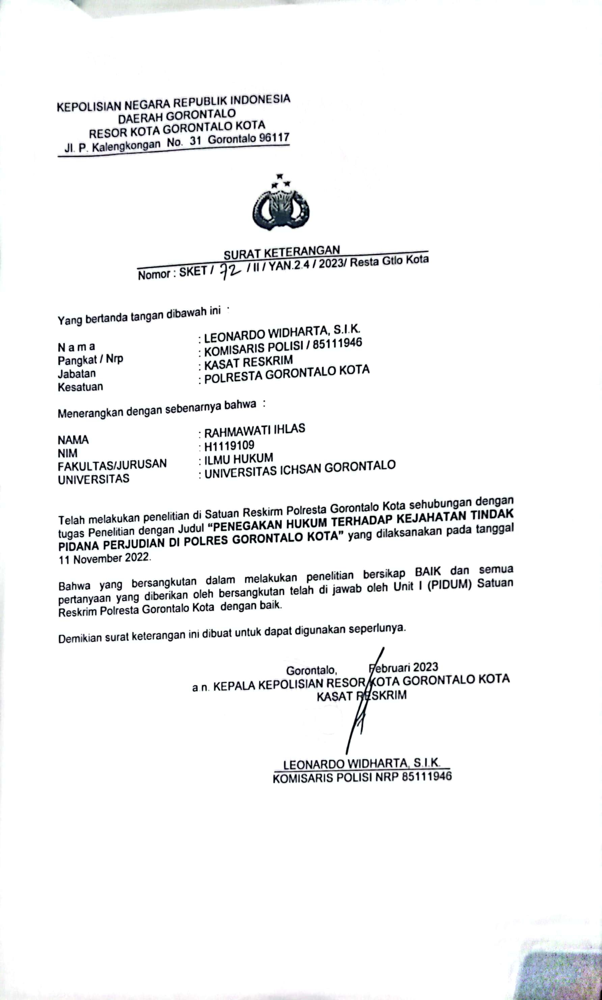 KEPOLISIAN NEGARA REPUBLIK INDONESIA
DAERAH GORONTALO
RESOR KOTA GORONTALO KOTA
Jl. P. Kalengkongan No. 31 Gorontalo 96117
SURAT KETERANGAN
Nomor : SKET / 72 / II / YAN.2.4 / 2023/ Resta Gtlo Kota
Yang bertanda tangan dibawah ini :
N a m a : LEONARDO WIDHARTA, S.I.K.
Pangkat / Nrp : KOMISARIS POLISI / 85111946
Jabatan : KASAT RESKRIM
Kesatuan : POLRESTA GORONTALO KOTA
Menerangkan dengan sebenarnya bahwa :
NAMA : RAHMAWATI IHLAS
NIM : H1119109
FAKULTAS/JURUSAN : ILMU HUKUM
UNIVERSITAS : UNIVERSITAS ICHSAN GORONTALO
Telah melakukan penelitian di Satuan Reskirm Polresta Gorontalo Kota sehubungan dengan
tugas Penelitian dengan Judul “PENEGAKAN HUKUM TERHADAP KEJAHATAN TINDAK
PIDANA PERJUDIAN DI POLRES GORONTALO KOTA” yang dilaksanakan pada tanggal
11 November 2022.
Bahwa yang bersangkutan dalam melakukan penelitian bersikap BAIK dan semua
pertanyaan yang diberikan oleh bersangkutan telah di jawab oleh Unit I (PIDUM) Satuan
Reskrim Polresta Gorontalo Kota dengan baik.
Demikian surat keterangan ini dibuat untuk dapat digunakan seperlunya.
Gorontalo, Februari 2023
a.n. KEPALA KEPOLISIAN RESOR KOTA GORONTALO KOTA
KASAT RESKRIM
LEONARDO WIDHARTA, S.I.K.
KOMISARIS POLISI NRP 85111946